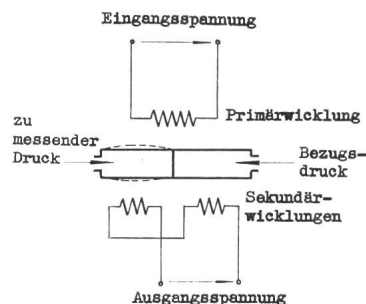 Eingangsspannung
Primärwicklung
zu
messender
Druck
Bezugs-
druck
Sekundär-
wicklungen
Ausgangsspannung